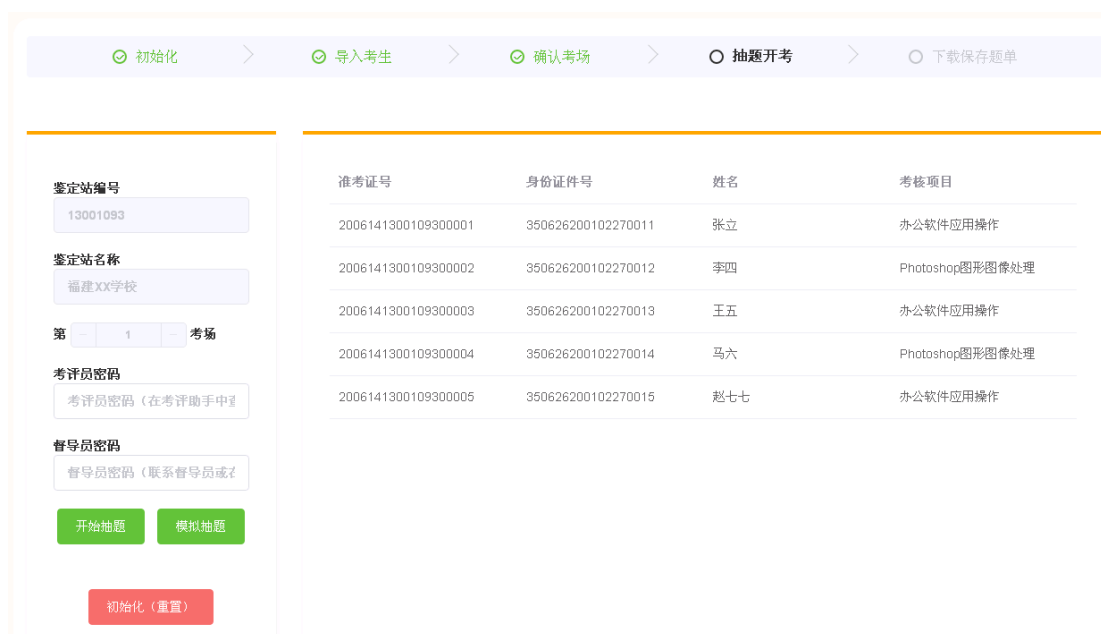 初始化 导入考生 确认考场 抽题开考 下载保存题单
鉴定站编号
13001093
鉴定站名称
福建XX学校
第 1 考场
考评员密码
考评员密码（在考评助手中
督导员密码
督导员密码（联系督导员或
开始抽题 模拟抽题
初始化（重置）
准考证号 身份证件号 姓名 考核项目
2006141300109300001 350626200102270011 张立 办公软件应用操作
2006141300109300002 350626200102270012 李四 Photoshop图形图像处理
2006141300109300003 350626200102270013 王五 办公软件应用操作
2006141300109300004 350626200102270014 马六 Photoshop图形图像处理
2006141300109300005 350626200102270015 赵七七 办公软件应用操作